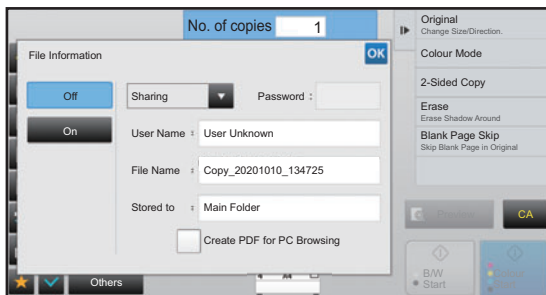 No. of copies 1
Original
Change Size/Direction.
File Information
OK
Colour Mode
Off
Sharing
Password :
2-Sided Copy
Erase
Erase Shadow Around
On
User Name : User Unknown
Blank Page Skip
Skip Blank Page in Original
File Name : Copy_20201010_134725
Stored to : Main Folder
CA
Create PDF for PC Browsing
B/W
Start
Start
Others
A4